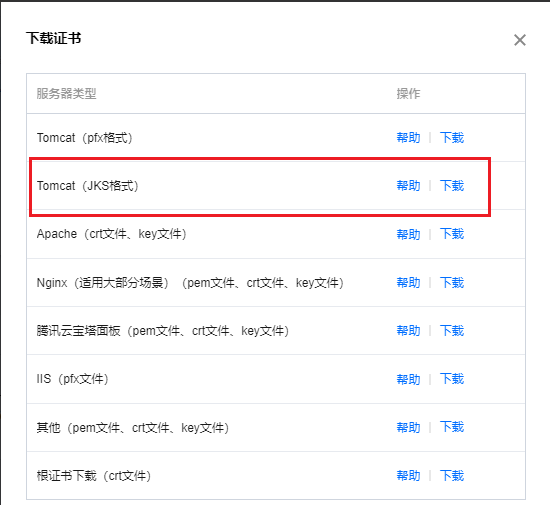 下载证书
服务器类型 操作
Tomcat（pfx格式） 帮助 下载
Tomcat（JKS格式） 帮助 下载
Apache（crt文件、key文件） 帮助 下载
Nginx（适用大部分场景）（pem文件、crt文件、key文件） 帮助 下载
腾讯云宝塔面板（pem文件、crt文件、key文件） 帮助 下载
IIS（pfx文件） 帮助 下载
其他（pem文件、crt文件、key文件） 帮助 下载
根证书下载（crt文件） 帮助 下载